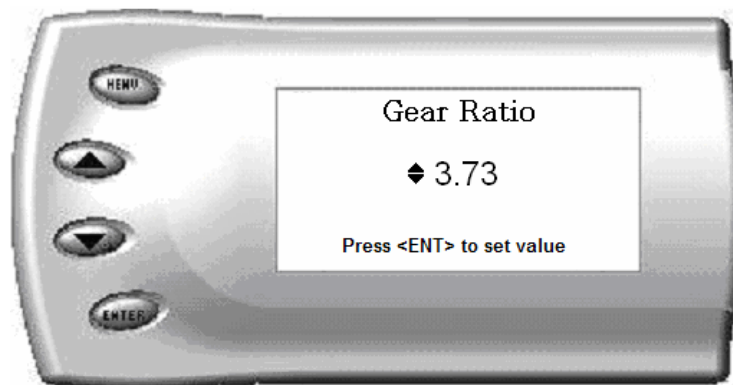 MENU
Gear Ratio
3.73
Press <ENT> to set value
ENTER